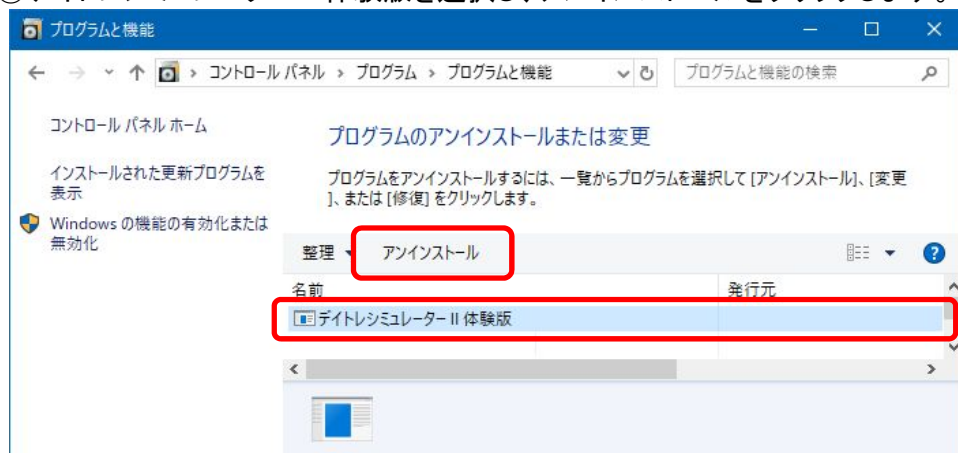 プログラムと機能
コントロール パネル › プログラム › プログラムと機能
プログラムと機能の検索
コントロール パネル ホーム
インストールされた更新プログラムを
表示
Windows の機能の有効化または
無効化
プログラムのアンインストールまたは変更
プログラムをアンインストールするには、一覧からプログラムを選択して [アンインストール]、[変更
]、または [修復] をクリックします。
整理 アンインストール
名前 発行元
デイトレシミュレーター II 体験版